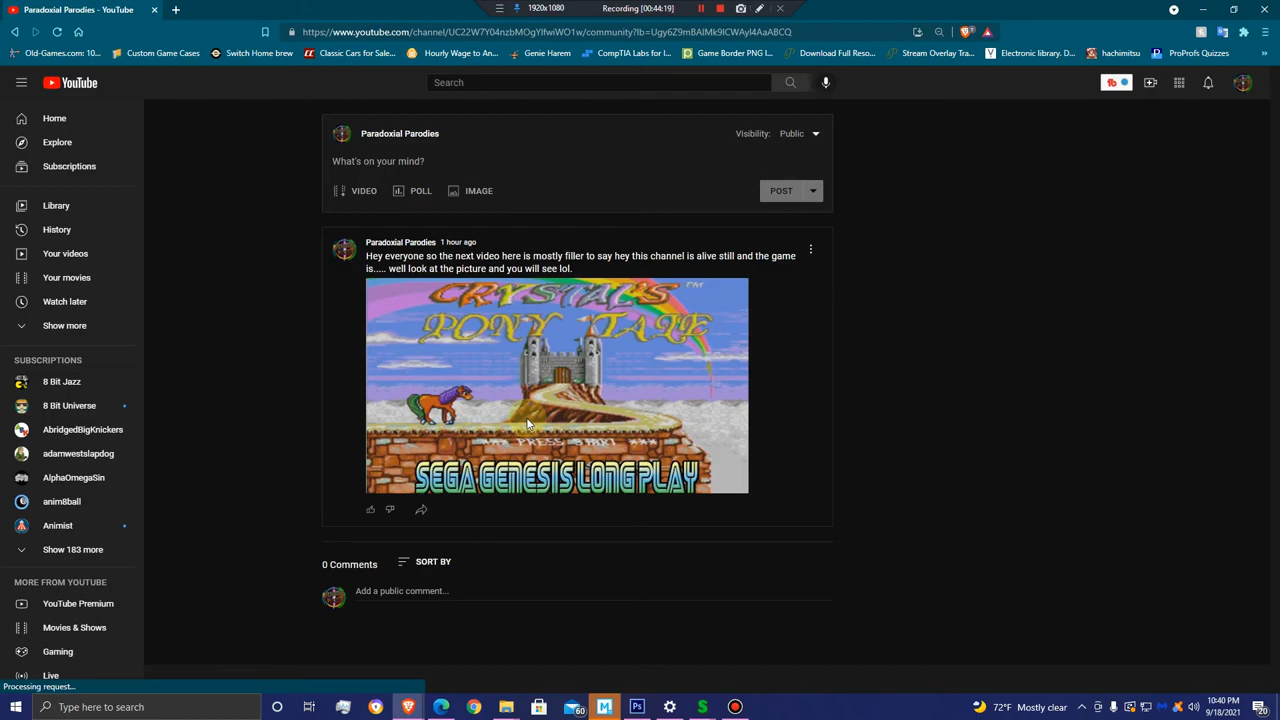 Paradoxial Parodies - YouTube
1920x1080
Recording [00:44:19]
https://www.youtube.com/channel/UC22W7Y04nzbMOgYlfwiWO1w/community?lb=Ugy6Z9mBAlMk9ICWAyl4AaABCQ
Old-Games.com: 10...
Custom Game Cases
Switch Home brew
Classic Cars for Sale...
Hourly Wage to An...
Genie Harem
CompTIA Labs for I...
Game Border PNG I...
Download Full Reso...
Stream Overlay Tra...
Electronic library. D...
hachimitsu
ProProfs Quizzes
YouTube
Search
tb
Home
Explore
Subscriptions
Library
History
Your videos
Your movies
Watch later
Show more
SUBSCRIPTIONS
8 Bit Jazz
8 Bit Universe
AbridgedBigKnickers
adamwestslapdog
AlphaOmegaSin
anim8ball
Animist
Show 183 more
MORE FROM YOUTUBE
YouTube Premium
Movies & Shows
Gaming
Live
Paradoxial Parodies
Visibility: Public
What's on your mind?
VIDEO
POLL
IMAGE
POST
Paradoxial Parodies 1 hour ago
Hey everyone so the next video here is mostly filler to say hey this channel is alive still and the game
is..... well look at the picture and you will see lol.
CRYSTAL'S TM
PONY TALE
*** PRESS START ***
SEGA GENESIS LONG PLAY
0 Comments
SORT BY
Add a public comment...
Processing request...
Type here to search
60
72°F Mostly clear
10:40 PM
9/18/2021
20